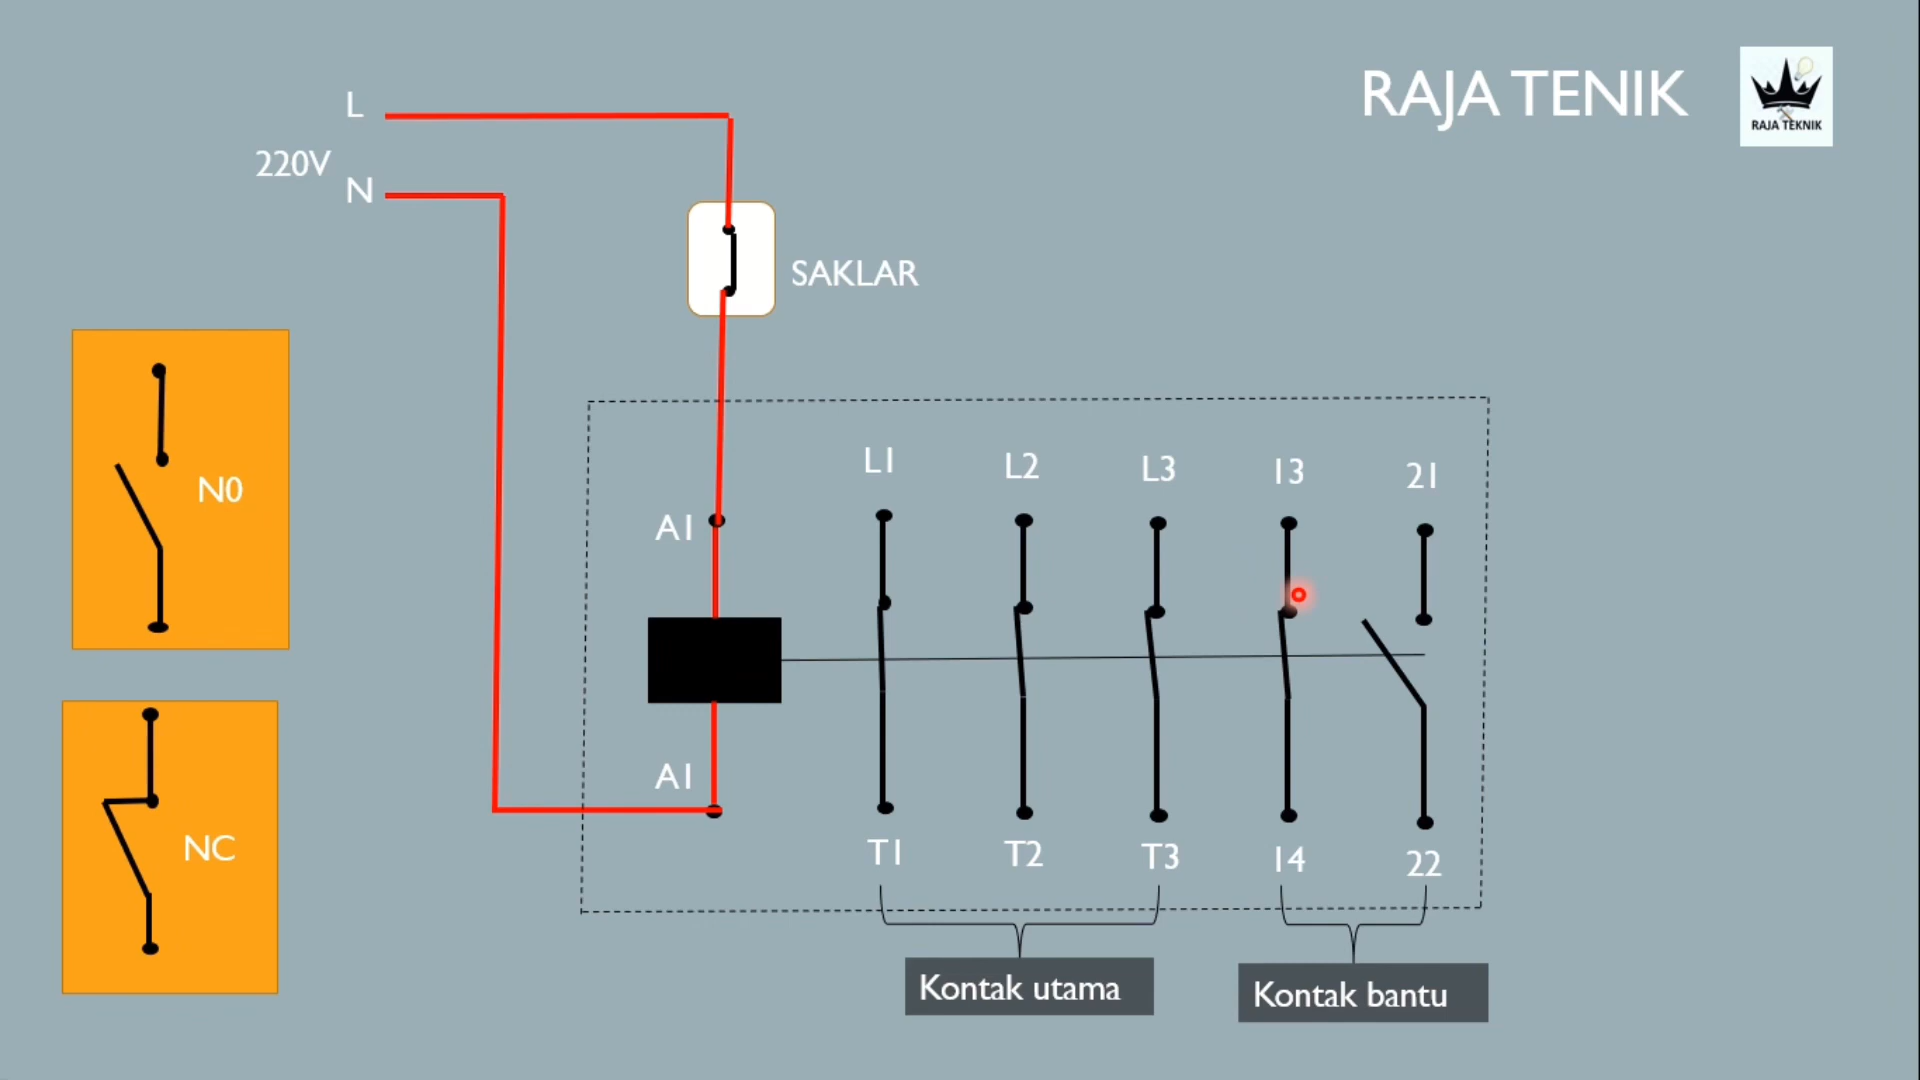 RAJA TENIK
RAJA TEKNIK
L
220V
N
SAKLAR
N0
NC
A1
L1
L2
L3
13
21
A1
T1
T2
T3
14
22
Kontak utama
Kontak bantu